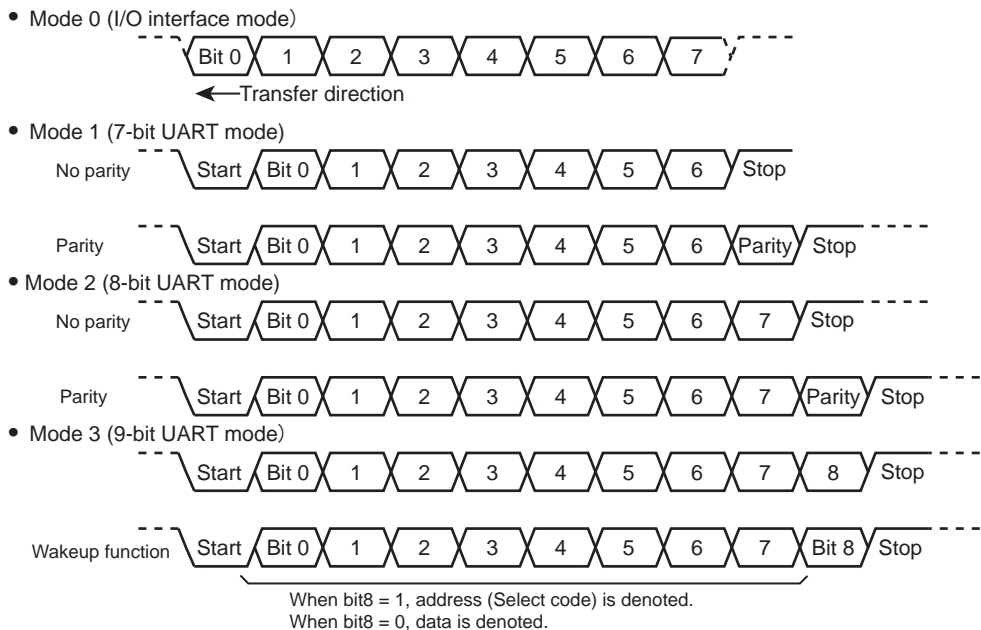 • Mode 0 (I/O interface mode）
Bit 0 1 2 3 4 5 6 7
Transfer direction
• Mode 1 (7-bit UART mode)
No parity Start Bit 0 1 2 3 4 5 6 Stop
Parity Start Bit 0 1 2 3 4 5 6 Parity Stop
• Mode 2 (8-bit UART mode)
No parity Start Bit 0 1 2 3 4 5 6 7 Stop
Parity Start Bit 0 1 2 3 4 5 6 7 Parity Stop
• Mode 3 (9-bit UART mode）
Start Bit 0 1 2 3 4 5 6 7 8 Stop
Wakeup function Start Bit 0 1 2 3 4 5 6 7 Bit 8 Stop
When bit8 = 1, address (Select code) is denoted.
When bit8 = 0, data is denoted.